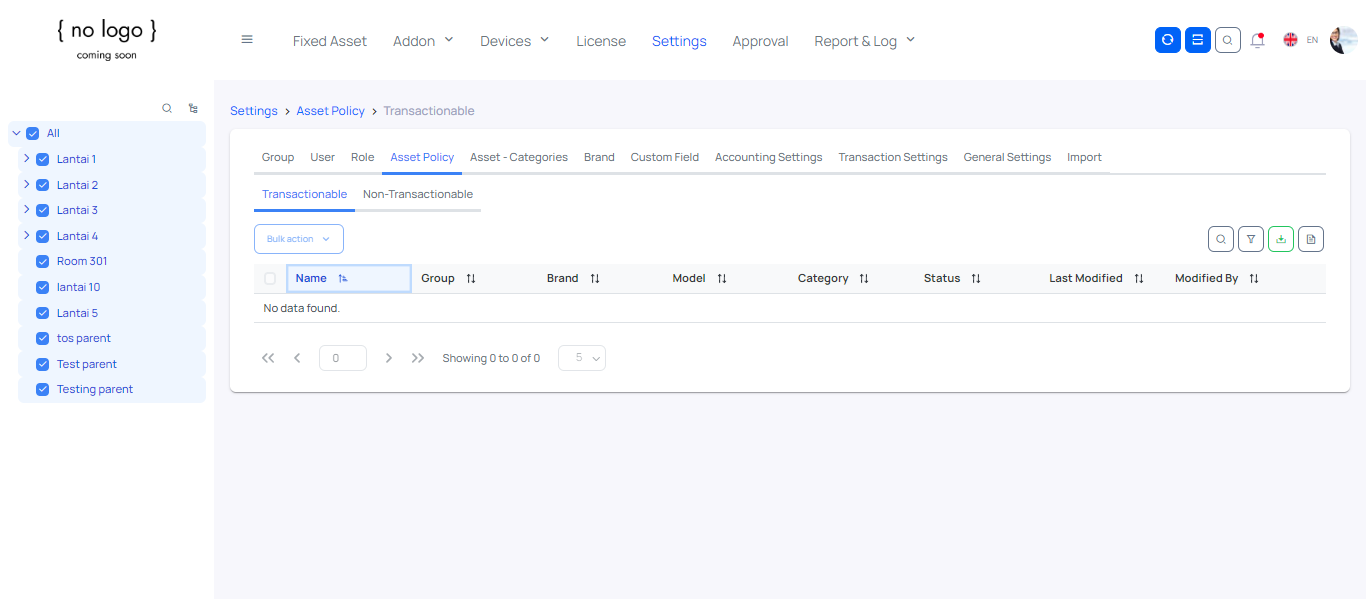 { no logo }
coming soon
Fixed Asset Addon Devices License Settings Approval Report & Log EN
Settings > Asset Policy > Transactionable
All
Lantai 1
Lantai 2
Lantai 3
Lantai 4
Room 301
lantai 10
Lantai 5
tos parent
Test parent
Testing parent
Group User Role Asset Policy Asset - Categories Brand Custom Field Accounting Settings Transaction Settings General Settings Import
Transactionable Non-Transactionable
Bulk action
Name Group Brand Model Category Status Last Modified Modified By
No data found.
0 Showing 0 to 0 of 0 5